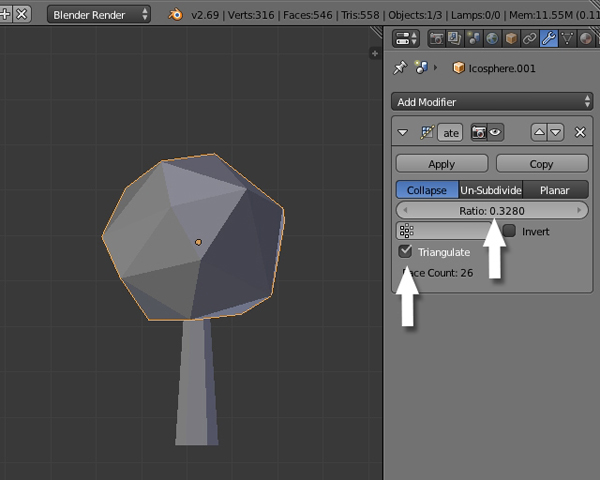 Blender Render
v2.69 | Verts:316 | Faces:546 | Tris:558 | Objects:1/3 | Lamps:0/0 | Mem:11.55M (0.11
Icosphere.001
Add Modifier
ate
Apply Copy
Collapse Un-Subdivide Planar
Ratio: 0.3280
Invert
Triangulate
ace Count: 26